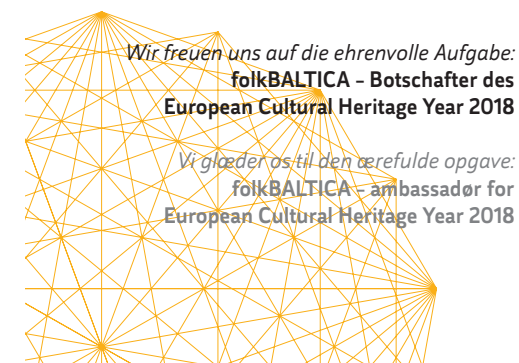 Wir freuen uns auf die ehrenvolle Aufgabe:
folkBALTICA – Botschafter des
European Cultural Heritage Year 2018
Vi glæder os til den ærefulde opgave:
folkBALTICA – ambassadør for
European Cultural Heritage Year 2018